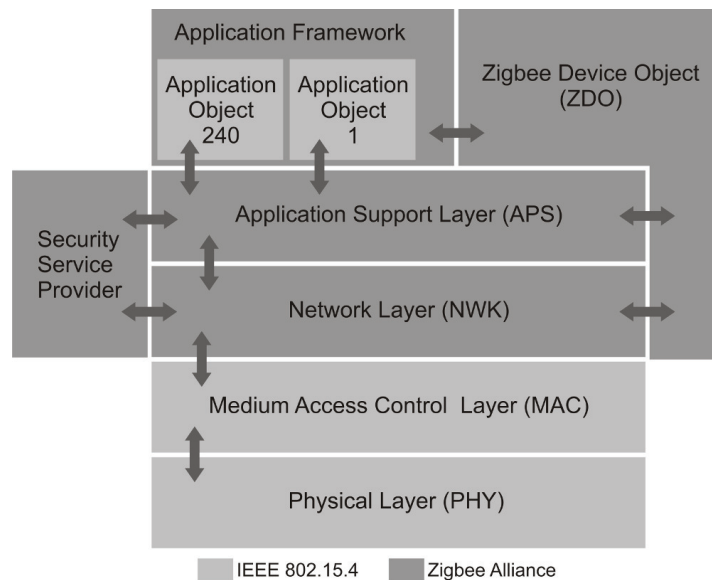 Application Framework
Application
Object
240
Application
Object
1
Zigbee Device Object
(ZDO)
Application Support Layer (APS)
Security
Service
Provider
Network Layer (NWK)
Medium Access Control Layer (MAC)
Physical Layer (PHY)
IEEE 802.15.4
Zigbee Alliance